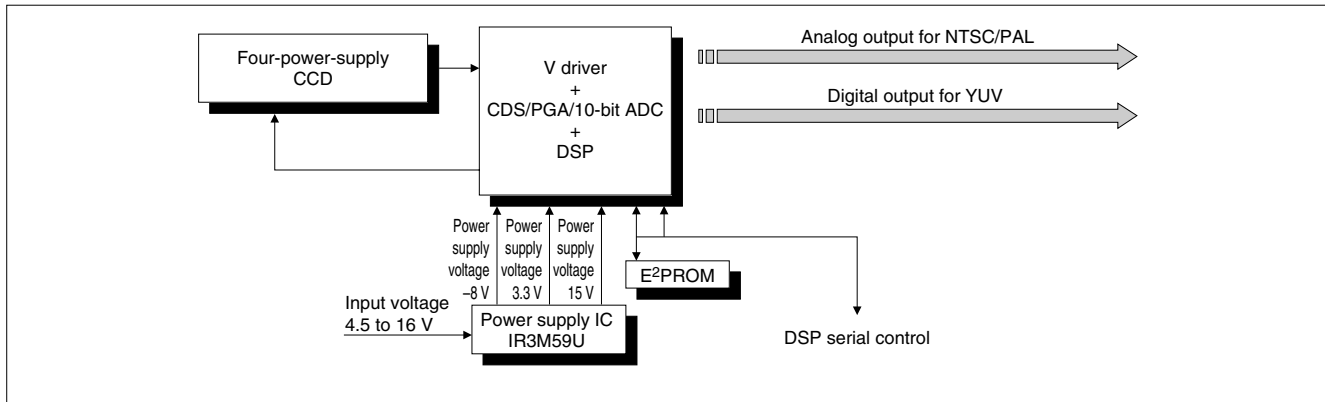 Four-power-supply
CCD
V driver
+
CDS/PGA/10-bit ADC
+
DSP
Analog output for NTSC/PAL
Digital output for YUV
Power
supply
voltage
–8 V
Power
supply
voltage
3.3 V
Power
supply
voltage
15 V
E²PROM
Input voltage
4.5 to 16 V
Power supply IC
IR3M59U
DSP serial control